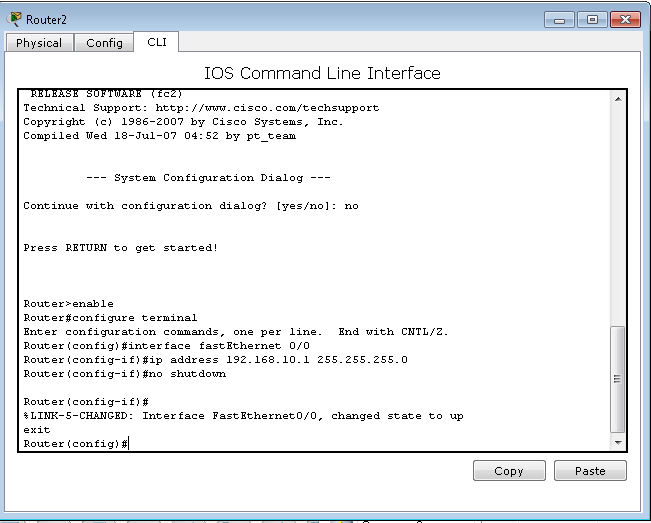 Router2
Physical Config CLI
IOS Command Line Interface
RELEASE SOFTWARE (fc2)
Technical Support: http://www.cisco.com/techsupport
Copyright (c) 1986-2007 by Cisco Systems, Inc.
Compiled Wed 18-Jul-07 04:52 by pt_team
--- System Configuration Dialog ---
Continue with configuration dialog? [yes/no]: no
Press RETURN to get started!
Router>enable
Router#configure terminal
Enter configuration commands, one per line.  End with CNTL/Z.
Router(config)#interface fastEthernet 0/0
Router(config-if)#ip address 192.168.10.1 255.255.255.0
Router(config-if)#no shutdown
Router(config-if)#
%LINK-5-CHANGED: Interface FastEthernet0/0, changed state to up
exit
Router(config)#
Copy Paste